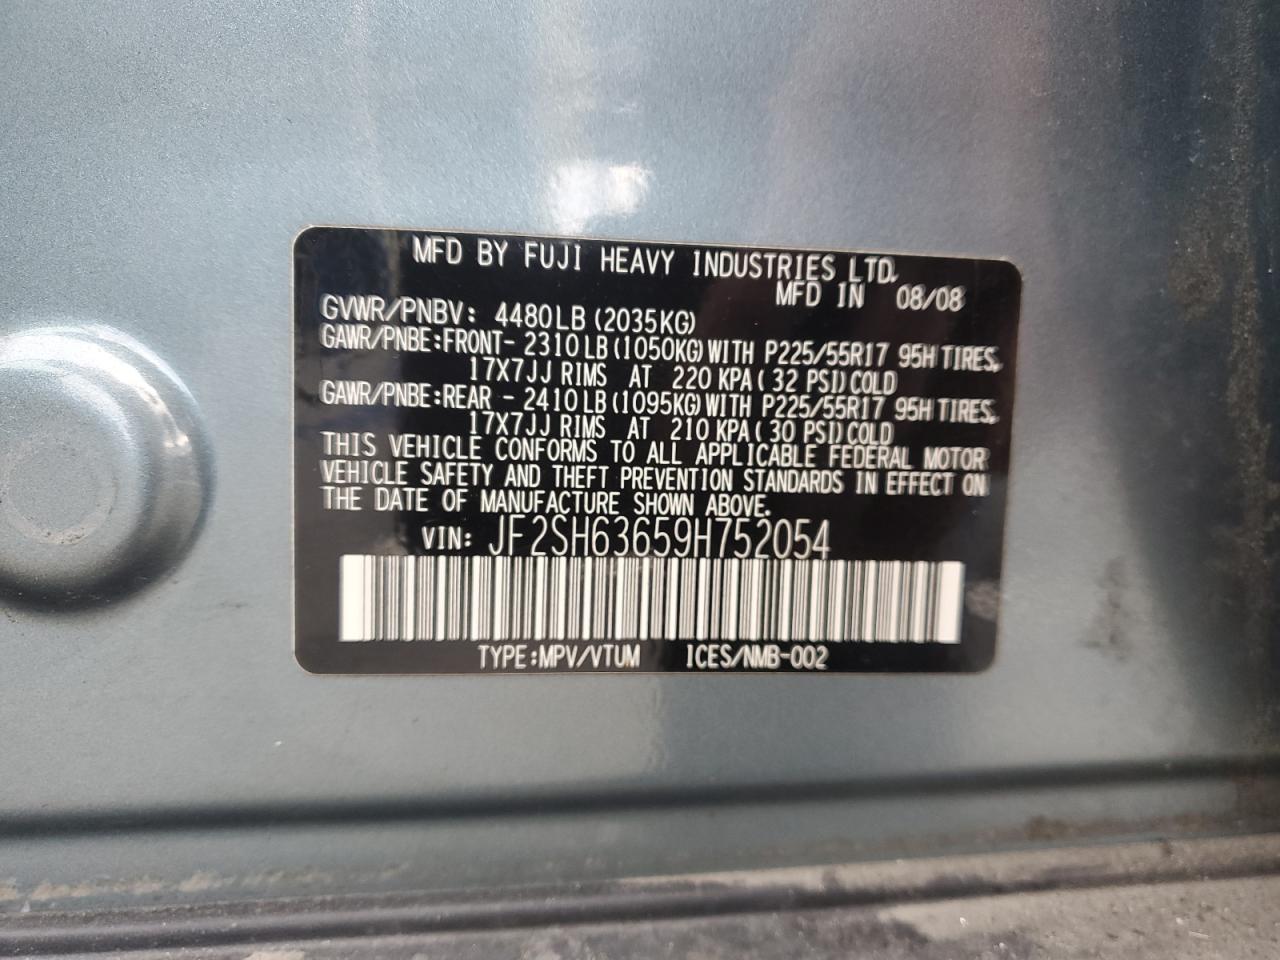 MFD BY FUJI HEAVY INDUSTRIES LTD.
MFD IN 08/08
GVWR/PNBV: 4480LB (2035KG)
GAWR/PNBE:FRONT- 2310LB(1050KG)WITH P225/55R17 95H TIRES,
17X7JJ RIMS AT 220 KPA( 32 PSI)COLD
GAWR/PNBE:REAR - 2410LB(1095KG)WITH P225/55R17 95H TIRES,
17X7JJ RIMS AT 210 KPA( 30 PSI)COLD
THIS VEHICLE CONFORMS TO ALL APPLICABLE FEDERAL MOTOR
VEHICLE SAFETY AND THEFT PREVENTION STANDARDS IN EFFECT ON
THE DATE OF MANUFACTURE SHOWN ABOVE.
VIN: JF2SH63659H752054
TYPE:MPV/VTUM ICES/NMB-002